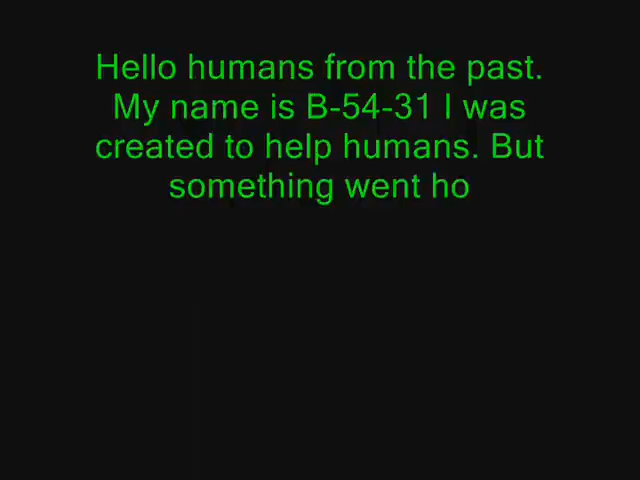 Hello humans from the past.
My name is B-54-31 I was
created to help humans. But
something went ho